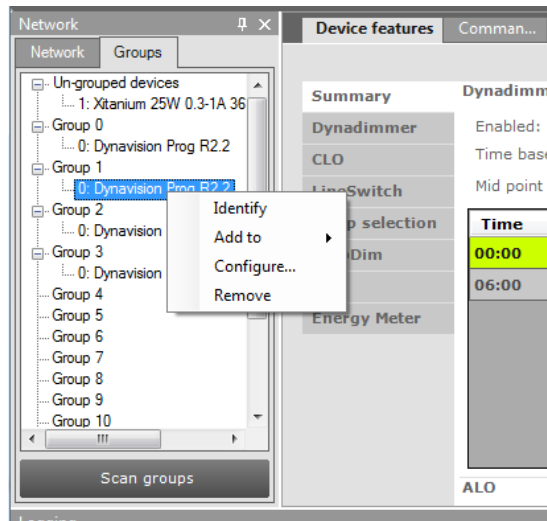 Network
Network Groups
Un-grouped devices
1: Xitanium 25W 0.3-1A 36
Group 0
0: Dynavision Prog R2.2
Group 1
0: Dynavision Prog R2.2
Group 2
0: Dynavision
Group 3
0: Dynavision
Group 4
Group 5
Group 6
Group 7
Group 8
Group 9
Group 10
Scan groups
Identify
Add to
Configure...
Remove
Device features Comman...
Summary
Dynadimmer
CLO
LineSwitch
p selection
Dim
Energy Meter
Dynadimm
Enabled:
Time base
Mid point
Time
00:00
06:00
ALO
Logging